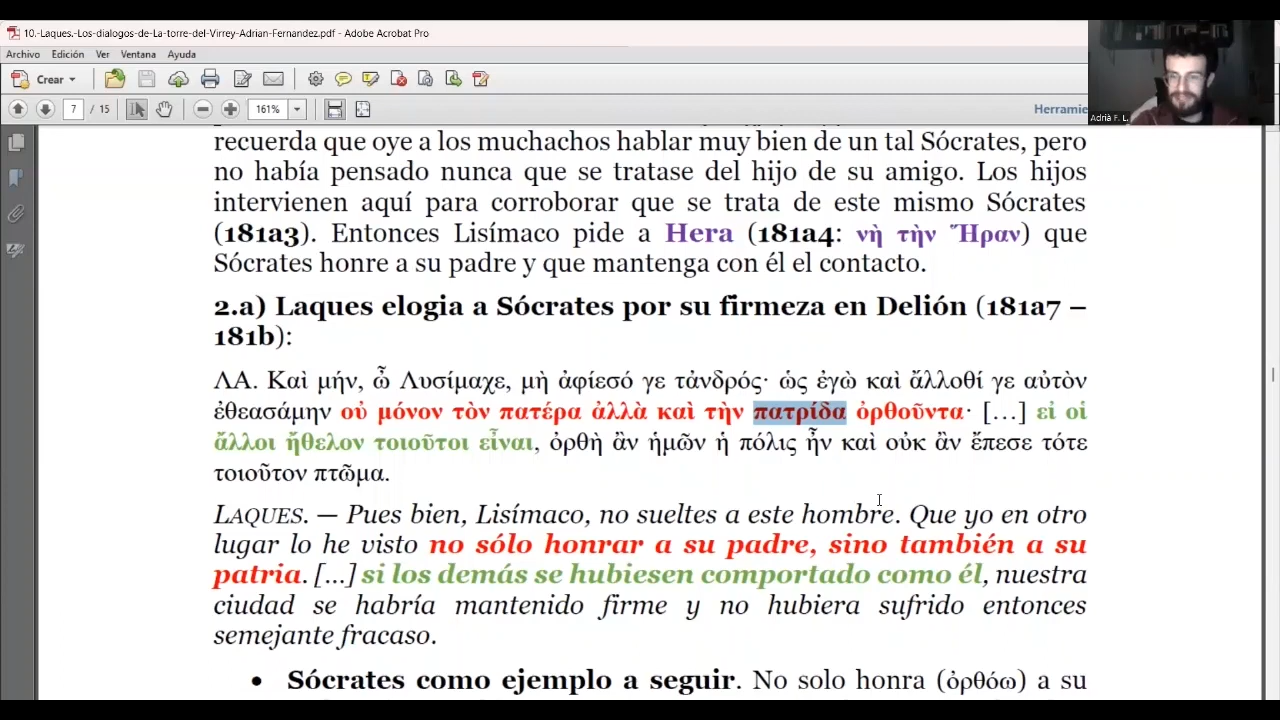 10.-Laques.-Los-dialogos-de-La-torre-del-Virrey-Adrian-Fernandez.pdf - Adobe Acrobat Pro
Archivo Edición Ver Ventana Ayuda
Crear
7 / 15 161% Herramie
Adrià F. L.
recuerda que oye a los muchachos hablar muy bien de un tal Sócrates, pero
no había pensado nunca que se tratase del hijo de su amigo. Los hijos
intervienen aquí para corroborar que se trata de este mismo Sócrates
(181a3). Entonces Lisímaco pide a Hera (181a4: νὴ τὴν Ἥραν) que
Sócrates honre a su padre y que mantenga con él el contacto.
2.a) Laques elogia a Sócrates por su firmeza en Delión (181a7 –
181b):
ΛΑ. Καὶ μήν, ὦ Λυσίμαχε, μὴ ἀφίεσό γε τἀνδρός· ὡς ἐγὼ καὶ ἄλλοθί γε αὐτὸν
ἐθεασάμην οὐ μόνον τὸν πατέρα ἀλλὰ καὶ τὴν πατρίδα ὀρθοῦντα· […] εἰ οἱ
ἄλλοι ἤθελον τοιοῦτοι εἶναι, ὀρθὴ ἂν ἡμῶν ἡ πόλις ἦν καὶ οὐκ ἂν ἔπεσε τότε
τοιοῦτον πτῶμα.
LAQUES. — Pues bien, Lisímaco, no sueltes a este hombre. Que yo en otro
lugar lo he visto no sólo honrar a su padre, sino también a su
patria. […] si los demás se hubiesen comportado como él, nuestra
ciudad se habría mantenido firme y no hubiera sufrido entonces
semejante fracaso.
• Sócrates como ejemplo a seguir. No solo honra (ὀρθόω) a su